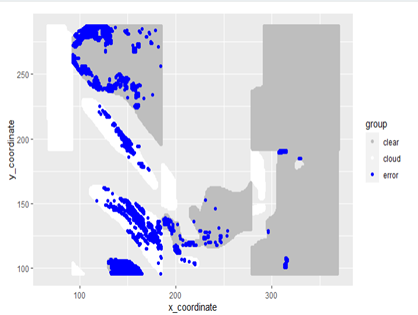 250
200
150
100
y_coordinate
100
200
300
x_coordinate
group
clear
cloud
error